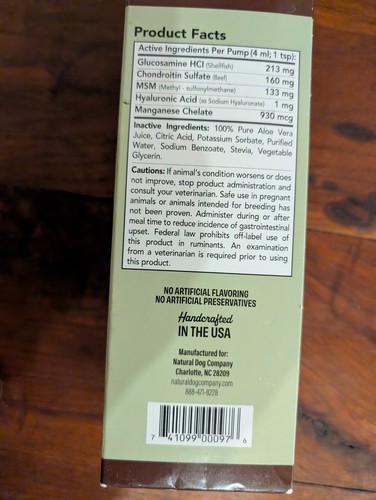 Product Facts
Active Ingredients Per Pump (4 ml; 1 tsp):
Glucosamine HCl (Shellfish) 213 mg
Chondroitin Sulfate (Beef) 160 mg
MSM (Methyl - sulfonylmethane) 133 mg
Hyaluronic Acid (as Sodium Hyaluronate) 1 mg
Manganese Chelate 930 mcg
Inactive Ingredients: 100% Pure Aloe Vera
Juice, Citric Acid, Potassium Sorbate, Purified
Water, Sodium Benzoate, Stevia, Vegetable
Glycerin.
Cautions: If animal's condition worsens or does
not improve, stop product administration and
consult your veterinarian. Safe use in pregnant
animals or animals intended for breeding has
not been proven. Administer during or after
meal time to reduce incidence of gastrointestinal
upset. Federal law prohibits off-label use of
this product in ruminants. An examination
from a veterinarian is required prior to using
this product.
NO ARTIFICIAL FLAVORING
NO ARTIFICIAL PRESERVATIVES
Handcrafted
IN THE USA
Manufactured for:
Natural Dog Company
Charlotte, NC 28209
naturaldogcompany.com
888-471-8228
7 41099 00097 6